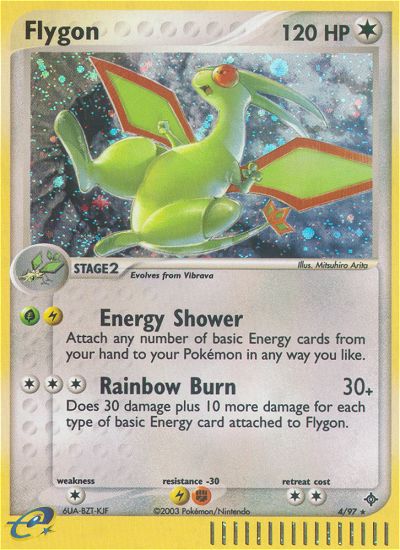 Flygon 120 HP
STAGE2
Evolves from Vibrava
Illus. Mitsuhiro Arita
Energy Shower
Attach any number of basic Energy cards from
your hand to your Pokémon in any way you like.
Rainbow Burn 30+
Does 30 damage plus 10 more damage for each
type of basic Energy card attached to Flygon.
weakness resistance -30 retreat cost
6UA-BZT-KJF ©2003 Pokémon/Nintendo 4/97 ★
e